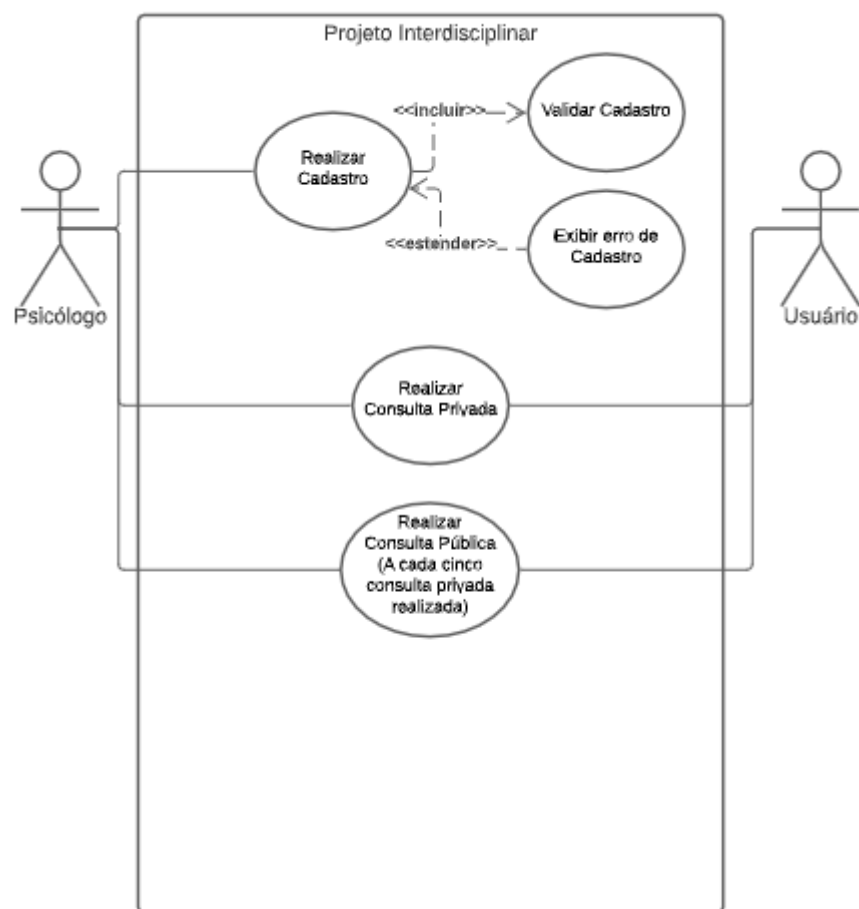 Projeto Interdisciplinar
<<incluir>>
Validar Cadastro
Realizar
Cadastro
<<estender>>
Exibir erro de
Cadastro
Psicólogo
Usuário
Realizar
Consulta Privada
Realizar
Consulta Pública
(A cada cinco
consulta privada
realizada)